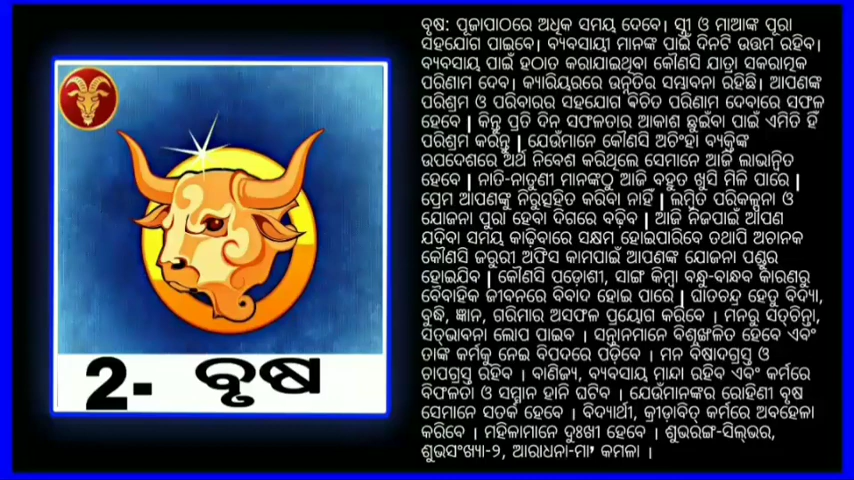 ବୃଷ: ପୂଜାପାଠରେ ଅଧିକ ସମୟ ଦେବେ। ସ୍ତ୍ରୀ ଓ ମାଆଙ୍କ ପୂରା
ସହଯୋଗ ପାଇବେ। ବ୍ୟବସାୟୀ ମାନଙ୍କ ପାଇଁ ଦିନଟି ଉତ୍ତମ ରହିବ।
ବ୍ୟବସାୟ ପାଇଁ ହଠାତ କରାଯାଇଥିବା କୌଣସି ଯାତ୍ରା ସକରାତ୍ମକ
ପରିଣାମ ଦେବ। କ୍ୟାରିୟରରେ ଉନ୍ନତିର ସମ୍ଭାବନା ରହିଛି। ଆପଣଙ୍କ
ପରିଶ୍ରମ ଓ ପରିବାରର ସହଯୋଗ ଵିଚିତ ପରିଣାମ ଦେବାରେ ସଫଳ
ହେବେ | କିନ୍ତୁ ପ୍ରତି ଦିନ ସଫଳତାର ଆକାଶ ଛୁଇଁବା ପାଇଁ ଏମିତି ହିଁ
ପରିଶ୍ରମ କରନ୍ତୁ | ଯେଉଁମାନେ କୌଣସି ଅଚିଂହା ବ୍ୟକ୍ତିଙ୍କ
ଉପଦେଶରେ ଅର୍ଥ ନିବେଶ କରିଥିଲେ ସେମାନେ ଆଜି ଲାଭାନ୍ୱିତ
ହେବେ | ନାତି-ନାତୁଣୀ ମାନଙ୍କଠୁ ଆଜି ବହୁତ ଖୁସି ମିଳି ପାରେ |
ପ୍ରେମ ଆପଣଙ୍କୁ ନିରୁତ୍ସହିତ କରିବା ନାହିଁ | ଲମ୍ବିତ ପରିକଳ୍ପନା ଓ
ଯୋଜନା ପୁରା ହେବା ଦିଗରେ ବଢ଼ିବ | ଆଜି ନିଜପାଇଁ ଆପଣ
ଯଦିବା ସମୟ କାଢ଼ିବାରେ ସକ୍ଷମ ହୋଇପାରିବେ ତଥାପି ଅଚାନକ
କୌଣସି ଜରୁରୀ ଅଫିସ କାମପାଇଁ ଆପଣଙ୍କ ଯୋଜନା ପଣ୍ଡୁର
ହୋଇଯିବ | କୌଣସି ପଡ଼ୋଶୀ, ସାଙ୍ଗ କିମ୍ବା ବନ୍ଧୁ-ବାନ୍ଧବ କାରଣରୁ
ବୈବାହିକ ଜୀବନରେ ବିବାଦ ହୋଇ ପାରେ | ଘାତଚନ୍ଦ୍ର ହେତୁ ବିଦ୍ୟା,
ବୁଦ୍ଧି, ଜ୍ଞାନ, ଗରିମାର ଅସଫଳ ପ୍ରୟୋଗ କରିବେ । ମନରୁ ସତ୍‌ଚିନ୍ତା,
ସତ୍‌ଭାବନା ଲୋପ ପାଇବ । ସନ୍ତାନମାନେ ବିଶୃଙ୍ଖଳିତ ହେବେ ଏବଂ
ତାଙ୍କ କର୍ମକୁ ନେଇ ବିପଦରେ ପଡ଼ିବେ । ମନ ବିଷାଦଗ୍ରସ୍ତ ଓ
ଚାପଗ୍ରସ୍ତ ରହିବ । ବାଣିଜ୍ୟ, ବ୍ୟବସାୟ ମାନ୍ଦା ରହିବ ଏବଂ କର୍ମରେ
ବିଫଳତା ଓ ସମ୍ମାନ ହାନି ଘଟିବ । ଯେଉଁମାନଙ୍କର ରୋହିଣୀ ବୃଷ
ସେମାନେ ସତର୍କ ହେବେ । ବିଦ୍ୟାର୍ଥୀ, କ୍ରୀଡ଼ାବିତ୍ କର୍ମରେ ଅବହେଳା
କରିବେ । ମହିଳାମାନେ ଦୁଃଖୀ ହେବେ । ଶୁଭରଙ୍ଗ-ସିଲ୍‌ଭର,
ଶୁଭସଂଖ୍ୟା-୨, ଆରାଧନା-ମା' କମଳା ।
2- ବୃଷ